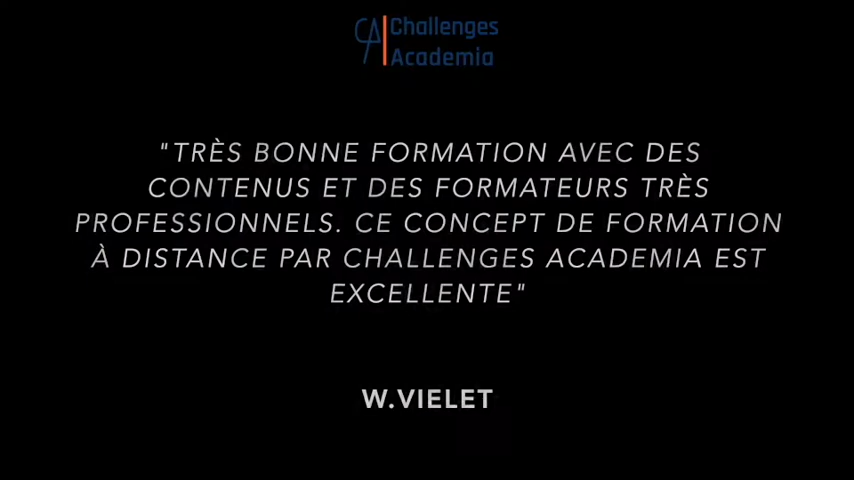 CA Challenges
Academia
"TRÈS BONNE FORMATION AVEC DES
CONTENUS ET DES FORMATEURS TRÈS
PROFESSIONNELS. CE CONCEPT DE FORMATION
À DISTANCE PAR CHALLENGES ACADEMIA EST
EXCELLENTE"
W.VIELET